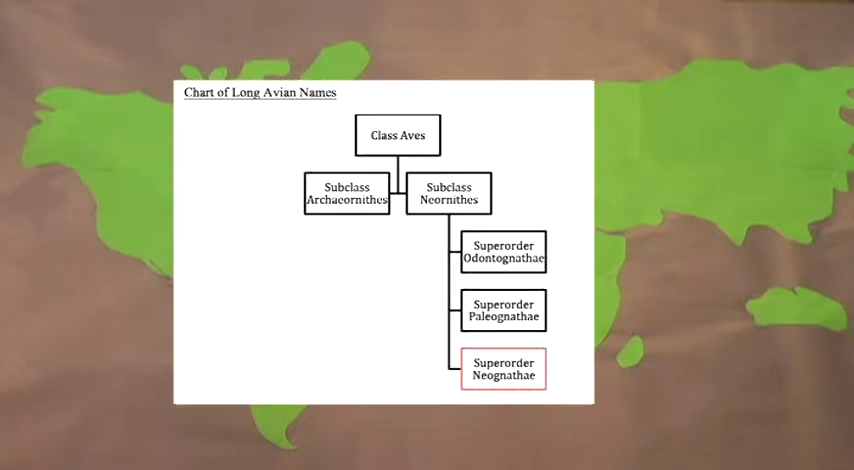 Chart of Long Avian Names
Class Aves
Subclass
Archaeornithes
Subclass
Neornithes
Superorder
Odontognathae
Superorder
Paleognathae
Superorder
Neognathae